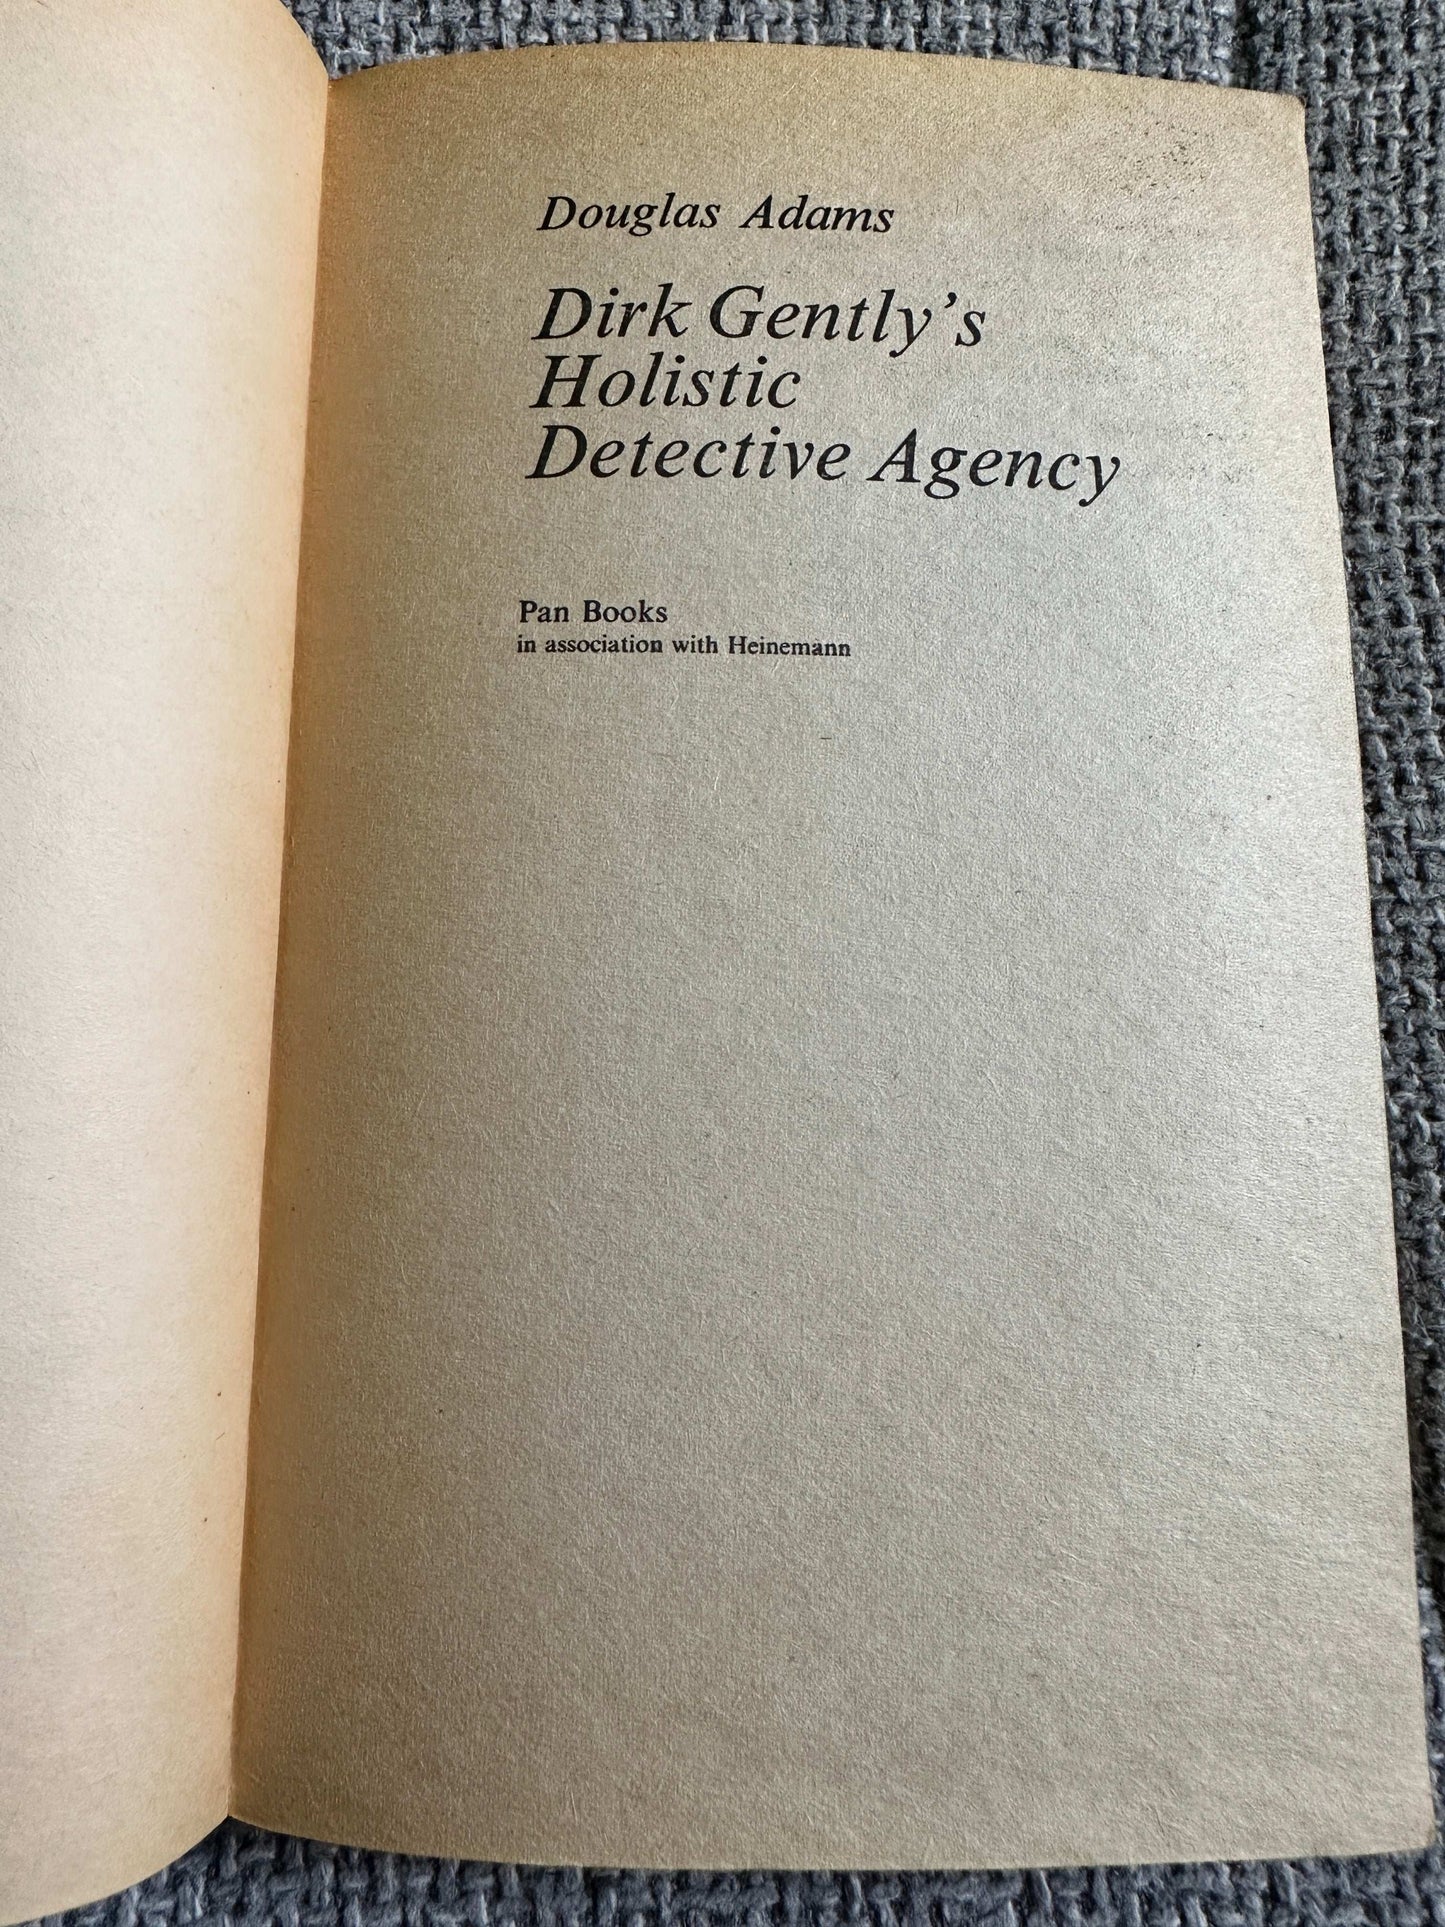 Douglas Adams
Dirk Gently’s
Holistic
Detective Agency
Pan Books
in association with Heinemann